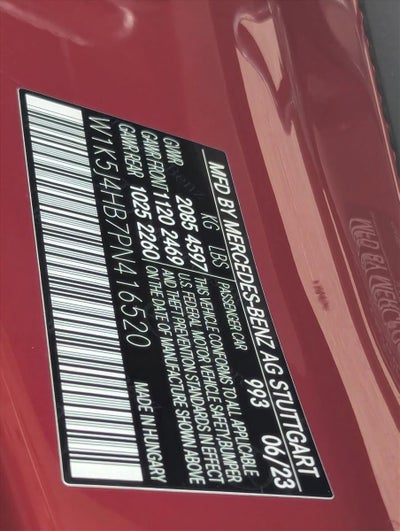 MFD BY MERCEDES-BENZ AG STUTTGART
993 06/23
KG LBS PASSENGER CAR
GVWR 2085 4597 THIS VEHICLE CONFORMS TO ALL APPLICABLE
GAWR FRONT 1120 2469 U.S. FEDERAL MOTOR VEHICLE SAFETY,BUMPER
GAWR REAR 1025 2260 AND THEFT PREVENTION STANDARDS IN EFFECT
ON THE DATE OF MANUFACTURE SHOWN ABOVE
W1K5J4HB7PN416520 MADE IN HUNGARY